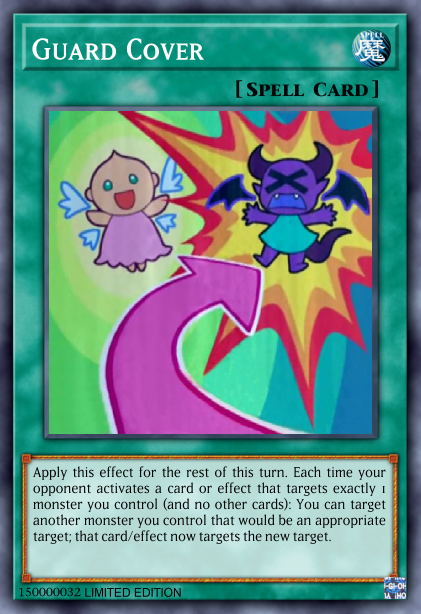 GUARD COVER
SPELL
魔
[SPELL CARD]
Apply this effect for the rest of this turn. Each time your
opponent activates a card or effect that targets exactly 1
monster you control (and no other cards): You can target
another monster you control that would be an appropriate
target; that card/effect now targets the new target.
150000032 LIMITED EDITION